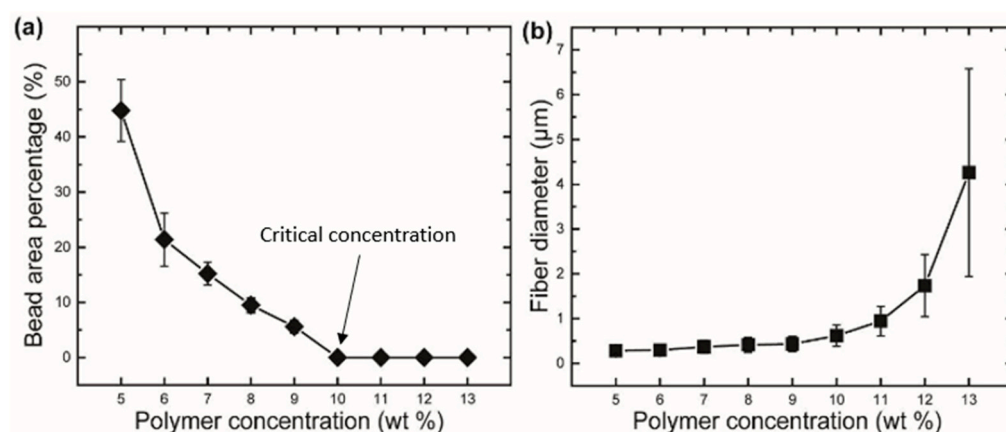 (a)
Bead area percentage (%)
50
40
30
20
10
0
Critical concentration
5 6 7 8 9 10 11 12 13
Polymer concentration (wt %)
(b)
Fiber diameter (µm)
7
6
5
4
3
2
1
0
5 6 7 8 9 10 11 12 13
Polymer concentration (wt %)